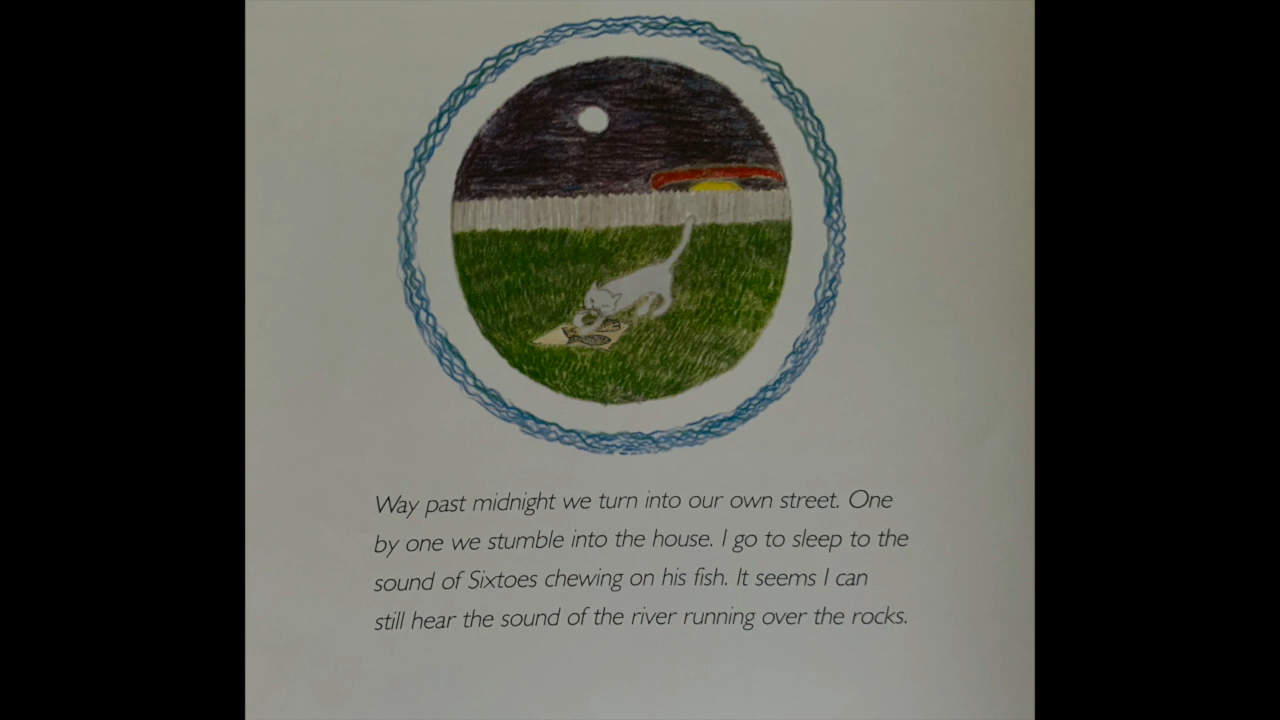 Way past midnight we turn into our own street. One
by one we stumble into the house. I go to sleep to the
sound of Sixtoes chewing on his fish. It seems I can
still hear the sound of the river running over the rocks.